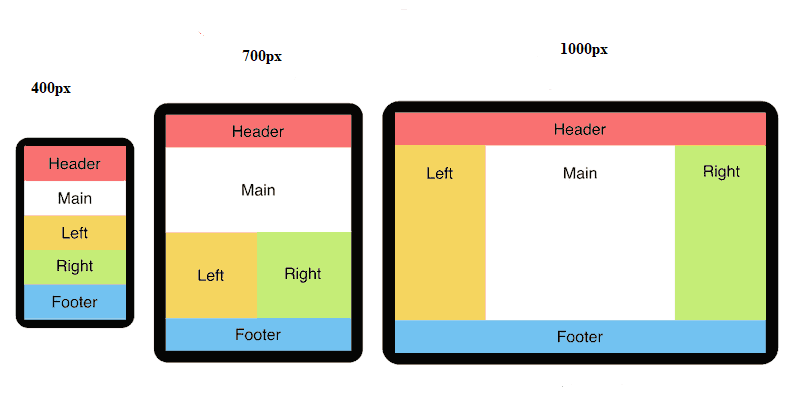 400px
Header
Main
Left
Right
Footer
700px
Header
Main
Left Right
Footer
1000px
Header
Left Main Right
Footer